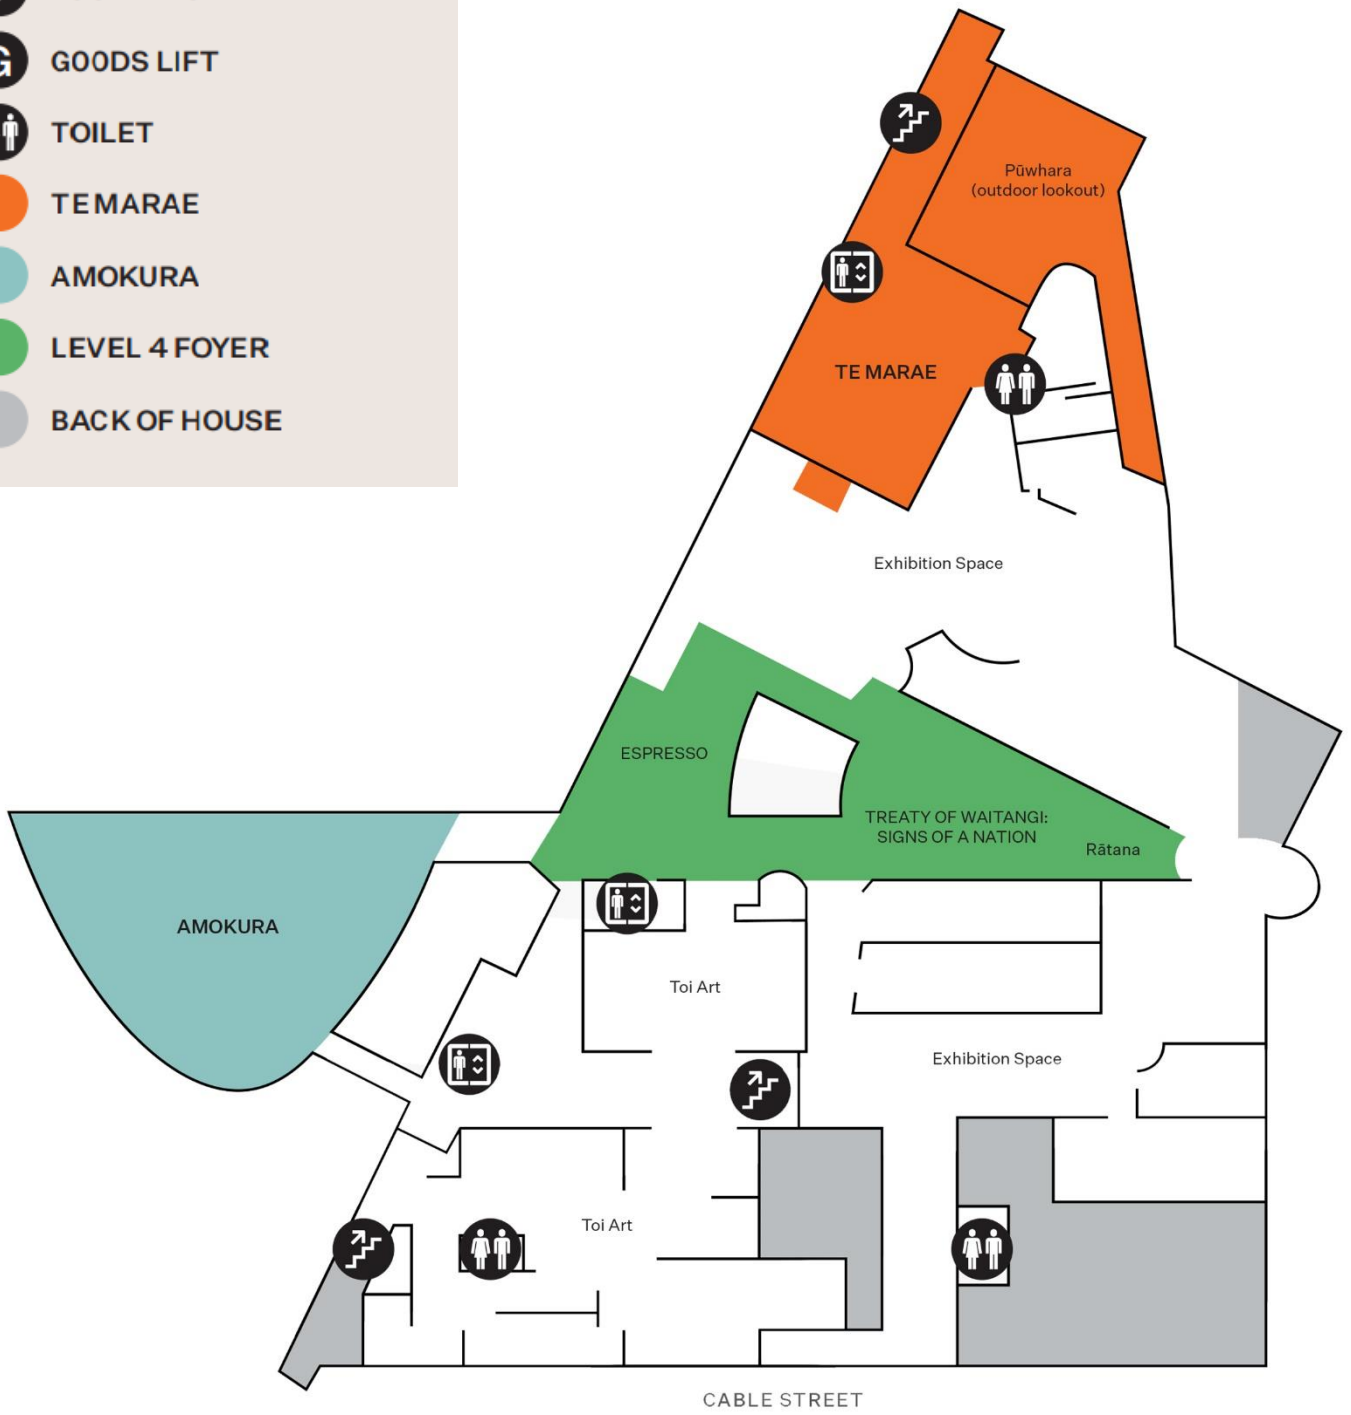 G GOODS LIFT
TOILET
TE MARAE
AMOKURA
LEVEL 4 FOYER
BACK OF HOUSE
Pūwhara
(outdoor lookout)
TE MARAE
Exhibition Space
ESPRESSO
TREATY OF WAITANGI:
SIGNS OF A NATION
Rātana
AMOKURA
Toi Art
Exhibition Space
Toi Art
CABLE STREET